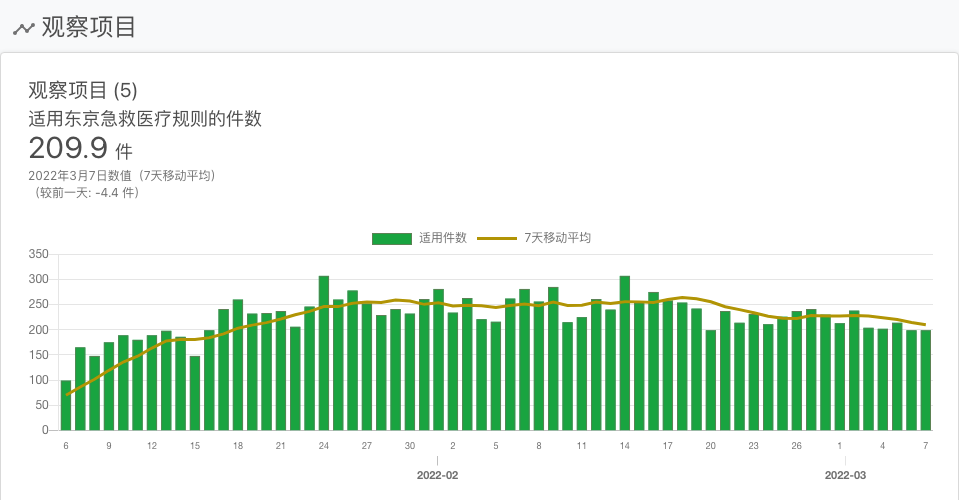 观察项目
观察项目 (5)
适用东京急救医疗规则的件数
209.9 件
2022年3月7日数值（7天移动平均）
（较前一天: -4.4 件）
适用件数 7天移动平均
350
300
250
200
150
100
50
0
6 9 12 15 18 21 24 27 30 2 5 8 11 14 17 20 23 26 1 4 7
2022-02 2022-03